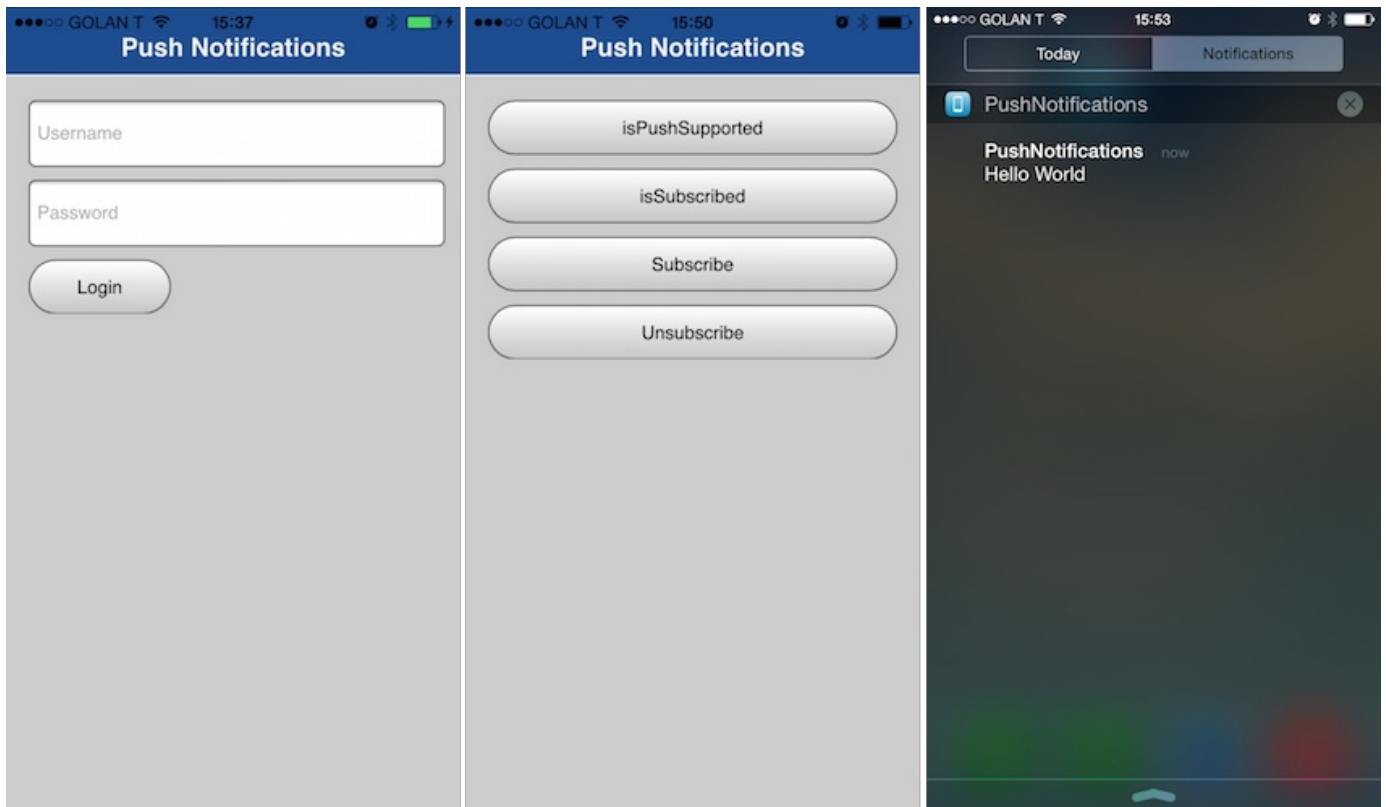 GOLAN T 15:37
Push Notifications
Username
Password
Login
GOLAN T 15:50
Push Notifications
isPushSupported
isSubscribed
Subscribe
Unsubscribe
GOLAN T 15:53
Today Notifications
PushNotifications
PushNotifications now
Hello World